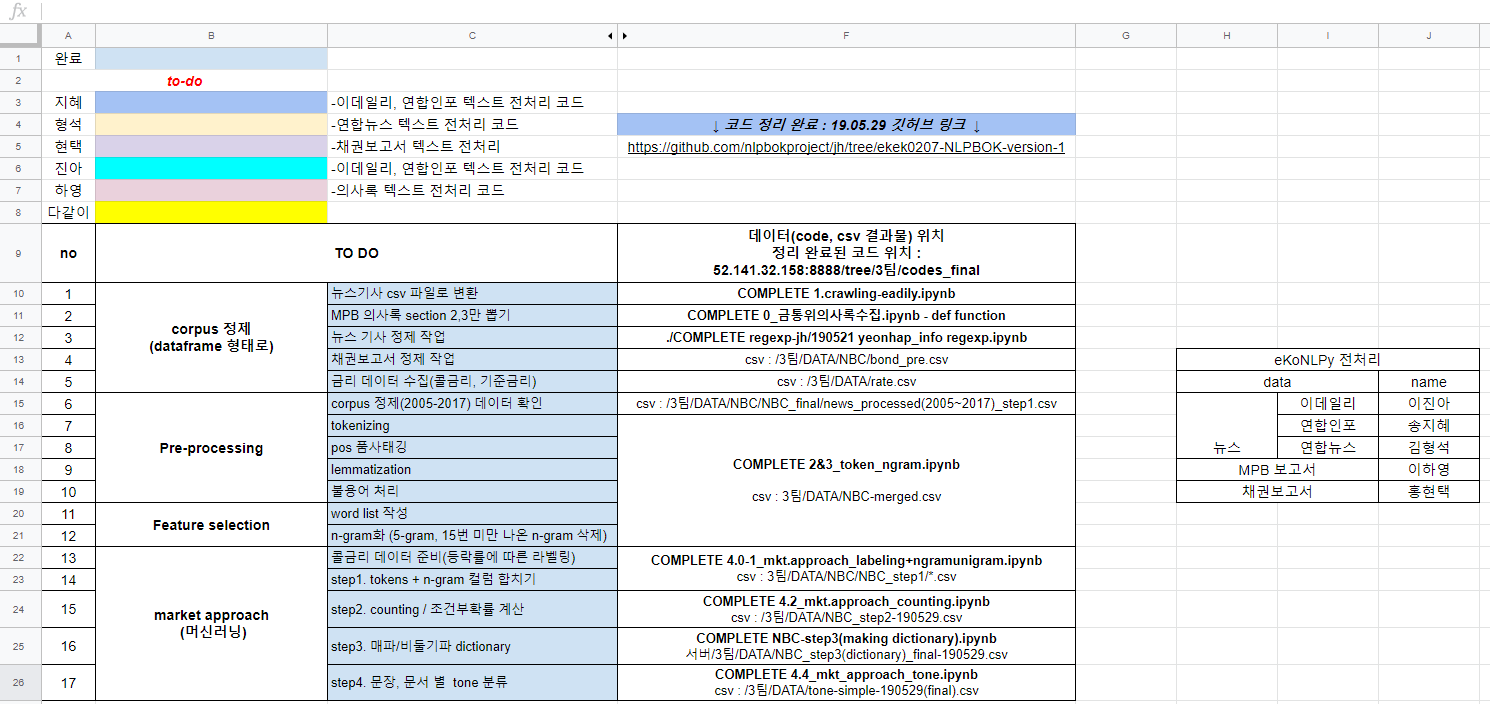 fx
A B C F G H I J
1 완료
2 to-do
3 지혜 -이데일리, 연합인포 텍스트 전처리 코드
4 형석 -연합뉴스 텍스트 전처리 코드 ↓ 코드 정리 완료 : 19.05.29 깃허브 링크 ↓
5 현택 -채권보고서 텍스트 전처리 https://github.com/nlpbokproject/jh/tree/ekek0207-NLPBOK-version-1
6 진아 -이데일리, 연합인포 텍스트 전처리 코드
7 하영 -의사록 텍스트 전처리 코드
8 다같이
9 no TO DO 데이터(code, csv 결과물) 위치
정리 완료된 코드 위치 :
52.141.32.158:8888/tree/3팀/codes_final
10 1 뉴스기사 csv 파일로 변환 COMPLETE 1.crawling-eadily.ipynb
11 2 MPB 의사록 section 2,3만 뽑기 COMPLETE 0_금통위의사록수집.ipynb - def function
corpus 정제
(dataframe 형태로)
12 3 뉴스 기사 정제 작업 ./COMPLETE regexp-jh/190521 yeonhap_info regexp.ipynb
13 4 채권보고서 정제 작업 csv : /3팀/DATA/NBC/bond_pre.csv eKoNLPy 전처리
14 5 금리 데이터 수집(콜금리, 기준금리) csv : /3팀/DATA/rate.csv data name
15 6 corpus 정제(2005-2017) 데이터 확인 csv : /3팀/DATA/NBC/NBC_final/news_processed(2005~2017)_step1.csv 이데일리 이진아
16 7 tokenizing 연합인포 송지혜
17 8 Pre-processing pos 품사태깅 뉴스 연합뉴스 김형석
COMPLETE 2&3_token_ngram.ipynb
18 9 lemmatization MPB 보고서 이하영
19 10 불용어 처리 csv : 3팀/DATA/NBC-merged.csv 채권보고서 홍현택
20 11 word list 작성
Feature selection
21 12 n-gram화 (5-gram, 15번 미만 나온 n-gram 삭제)
22 13 콜금리 데이터 준비(등락률에 따른 라벨링) COMPLETE 4.0-1_mkt.approach_labeling+ngramunigram.ipynb
23 14 step1. tokens + n-gram 컬럼 합치기 csv : 3팀/DATA/NBC/NBC_step1/*.csv
24 15 step2. counting / 조건부확률 계산 COMPLETE 4.2_mkt.approach_counting.ipynb
csv : /3팀/DATA/NBC_step2-190529.csv
market approach
(머신러닝)
25 16 step3. 매파/비둘기파 dictionary COMPLETE NBC-step3(making dictionary).ipynb
서버/3팀/DATA/NBC_step3(dictionary)_final-190529.csv
26 17 step4. 문장, 문서 별 tone 분류 COMPLETE 4.4_mkt_approach_tone.ipynb
csv : /3팀/DATA/tone-simple-190529(final).csv